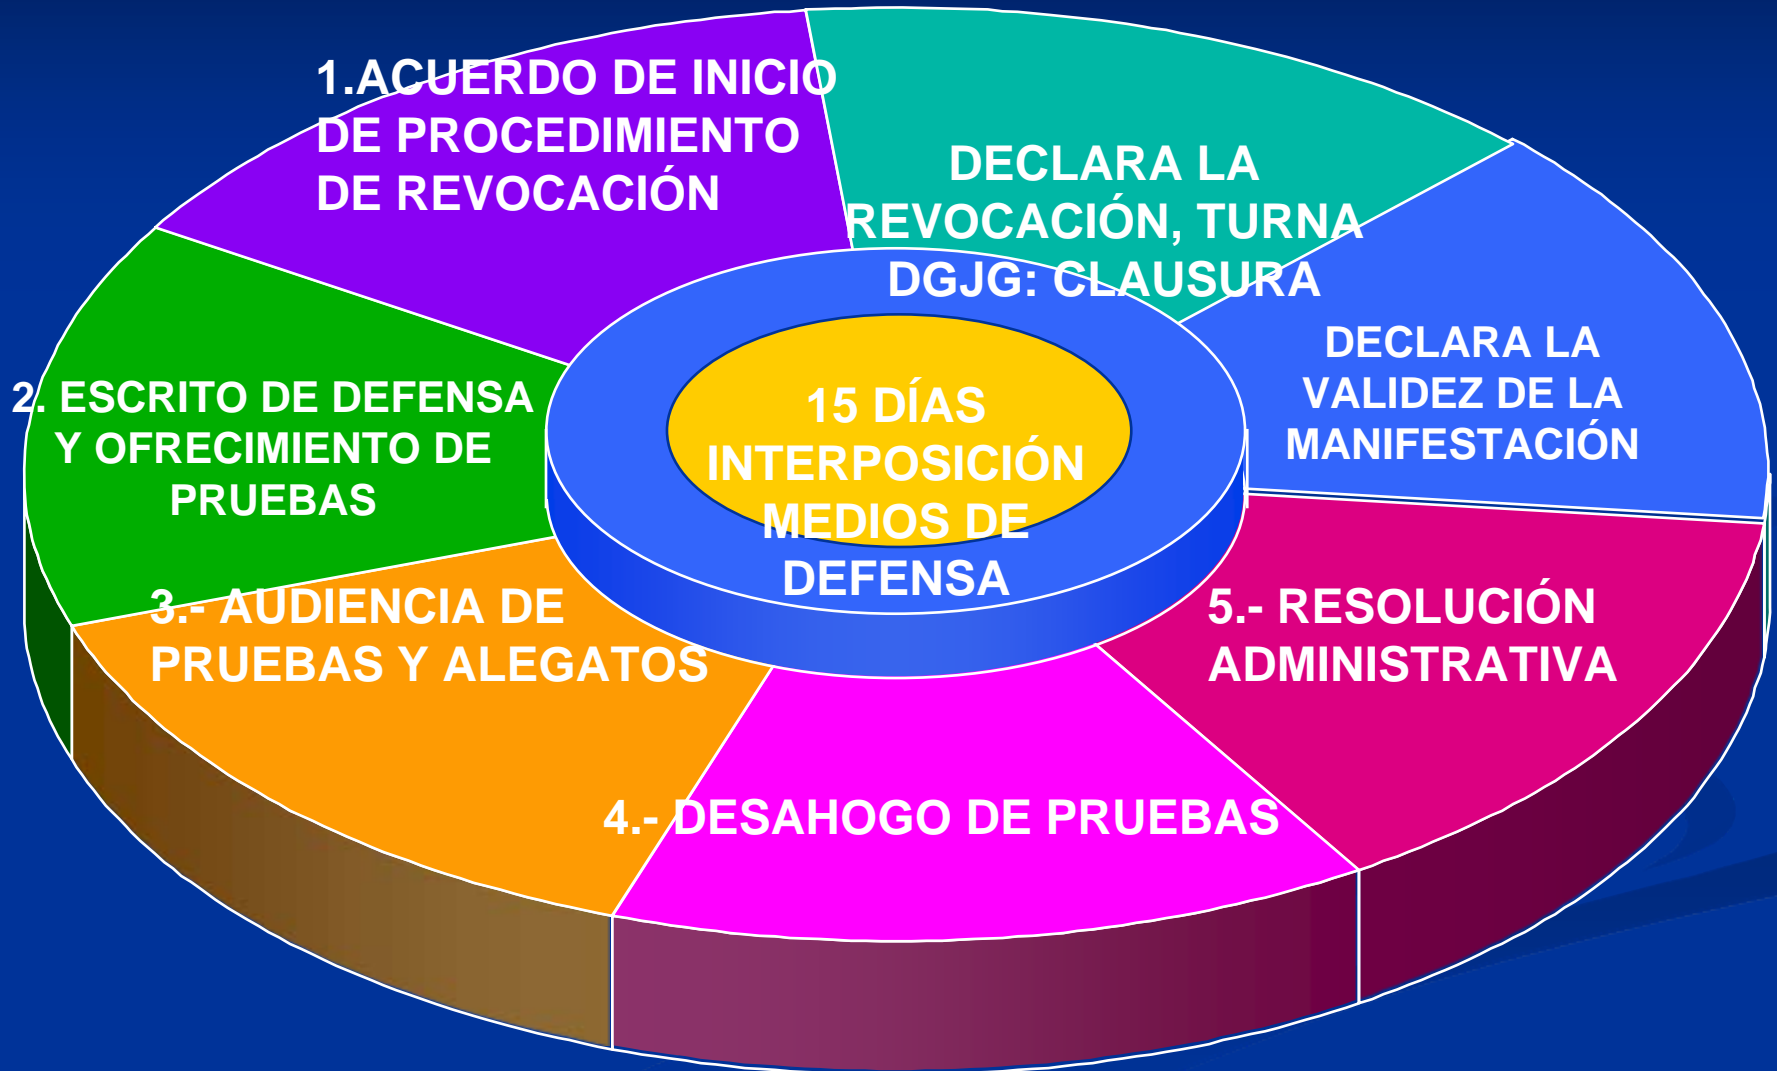 1.ACUERDO DE INICIO
DE PROCEDIMIENTO
DE REVOCACIÓN
2. ESCRITO DE DEFENSA
Y OFRECIMIENTO DE
PRUEBAS
3.- AUDIENCIA DE
PRUEBAS Y ALEGATOS
4.- DESAHOGO DE PRUEBAS
5.- RESOLUCIÓN
ADMINISTRATIVA
DECLARA LA
VALIDEZ DE LA
MANIFESTACIÓN
DECLARA LA
REVOCACIÓN, TURNA
DGJG: CLAUSURA
15 DÍAS
INTERPOSICIÓN
MEDIOS DE
DEFENSA